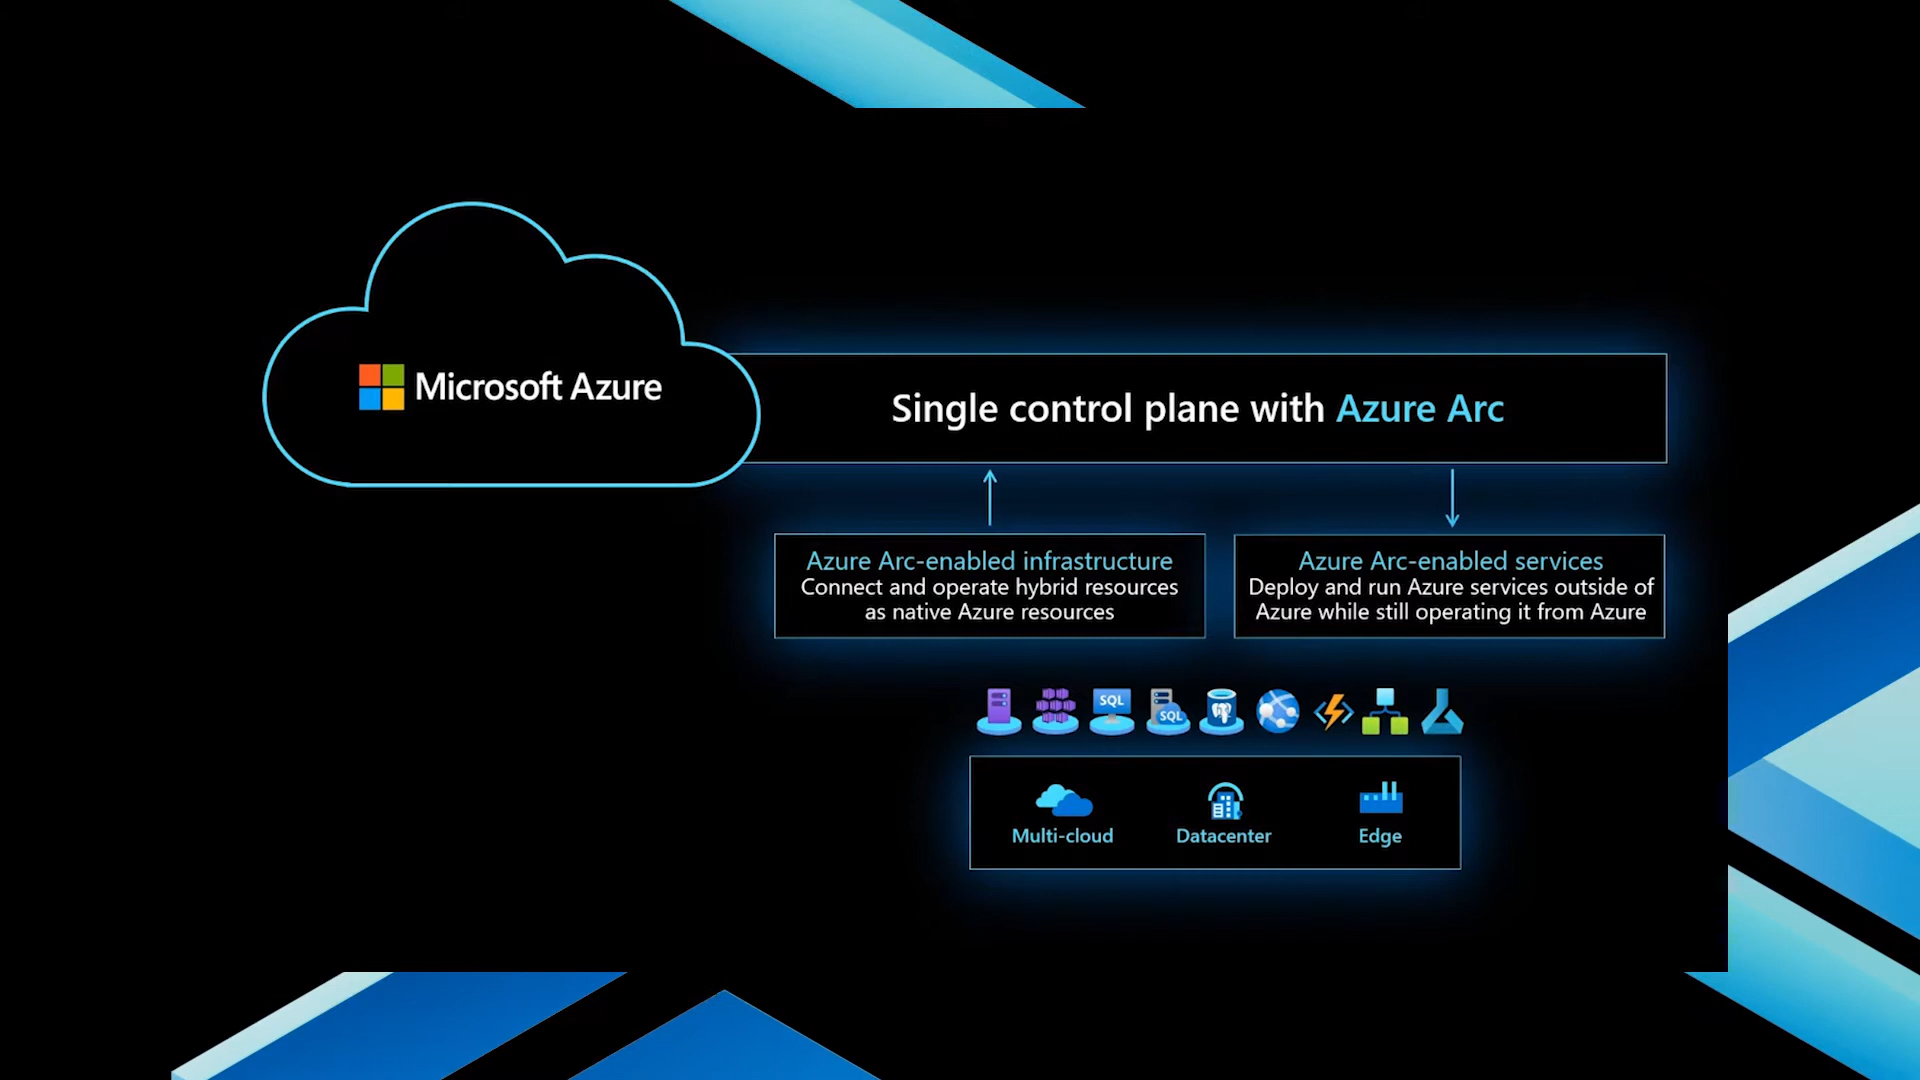 Microsoft Azure
Single control plane with Azure Arc
Azure Arc-enabled infrastructure
Connect and operate hybrid resources
as native Azure resources
Azure Arc-enabled services
Deploy and run Azure services outside of
Azure while still operating it from Azure
SQL
SQL
Multi-cloud
Datacenter
Edge